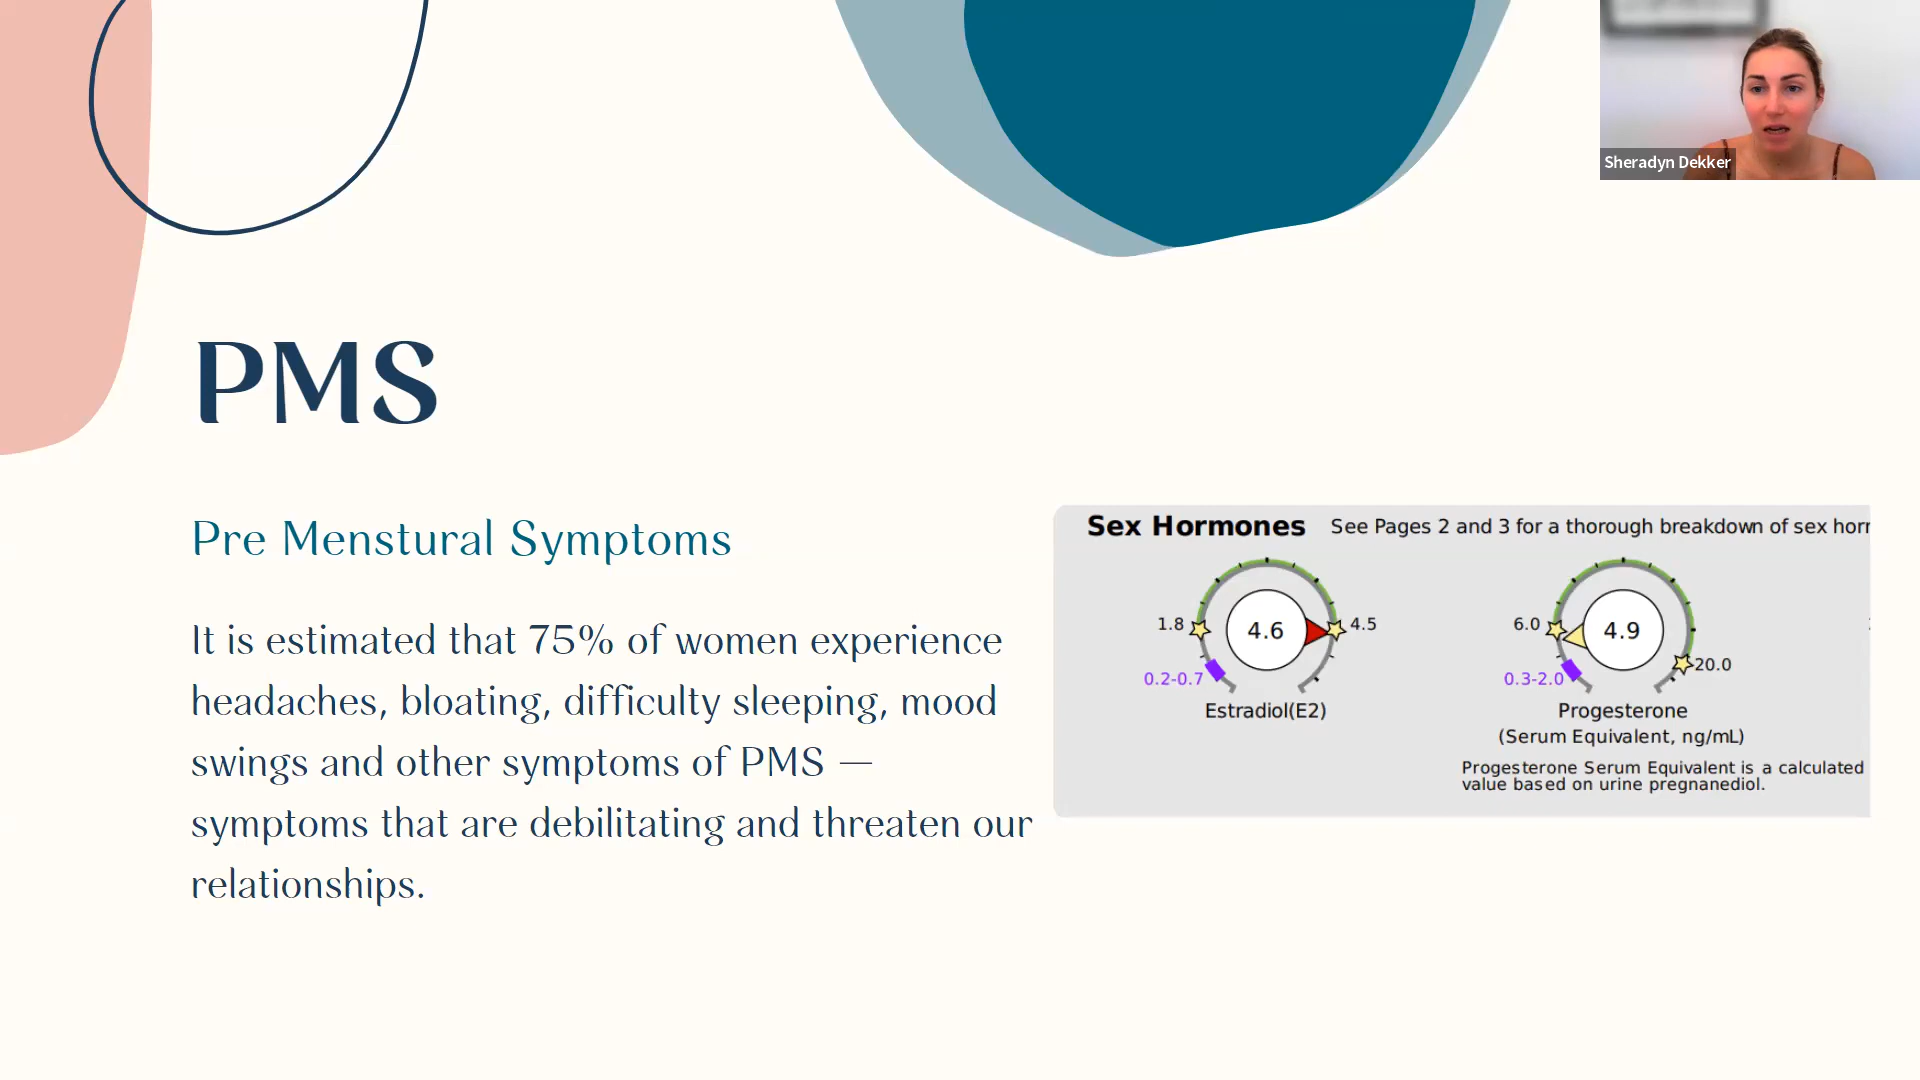 Sheradyn Dekker
PMS
Pre Menstural Symptoms
It is estimated that 75% of women experience
headaches, bloating, difficulty sleeping, mood
swings and other symptoms of PMS —
symptoms that are debilitating and threaten our
relationships.
Sex Hormones See Pages 2 and 3 for a thorough breakdown of sex
1.8 4.6 4.5
0.2-0.7
Estradiol(E2)
6.0 4.9
20.0
0.3-2.0
Progesterone
(Serum Equivalent, ng/mL)
Progesterone Serum Equivalent is a calculated
value based on urine pregnanediol.